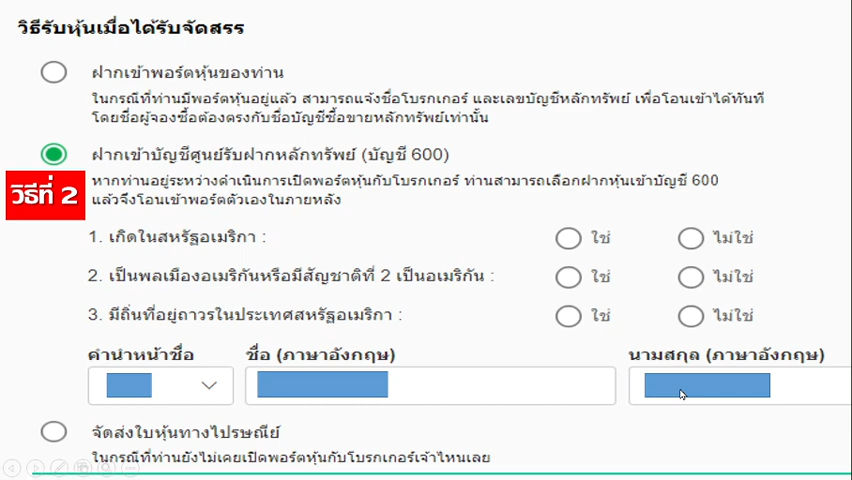 วิธีรับหุ้นเมื่อได้รับจัดสรร
ฝากเข้าพอร์ตหุ้นของท่าน
ในกรณีที่ท่านมีพอร์ตหุ้นอยู่แล้ว สามารถแจ้งชื่อโบรกเกอร์ และเลขบัญชีหลักทรัพย์ เพื่อโอนเข้าได้ทันที
โดยชื่อผู้จองซื้อต้องตรงกับชื่อบัญชีซื้อขายหลักทรัพย์เท่านั้น
ฝากเข้าบัญชีศูนย์รับฝากหลักทรัพย์ (บัญชี 600)
วิธีที่ 2
หากท่านอยู่ระหว่างดำเนินการเปิดพอร์ตหุ้นกับโบรกเกอร์ ท่านสามารถเลือกฝากหุ้นเข้าบัญชี 600
แล้วจึงโอนเข้าพอร์ตตัวเองในภายหลัง
1. เกิดในสหรัฐอเมริกา : ใช่ ไม่ใช่
2. เป็นพลเมืองอเมริกันหรือมีสัญชาติที่ 2 เป็นอเมริกัน : ใช่ ไม่ใช่
3. มีถิ่นที่อยู่ถาวรในประเทศสหรัฐอเมริกา : ใช่ ไม่ใช่
คำนำหน้าชื่อ ชื่อ (ภาษาอังกฤษ) นามสกุล (ภาษาอังกฤษ)
จัดส่งใบหุ้นทางไปรษณีย์
ในกรณีที่ท่านยังไม่เคยเปิดพอร์ตหุ้นกับโบรกเกอร์เจ้าไหนเลย